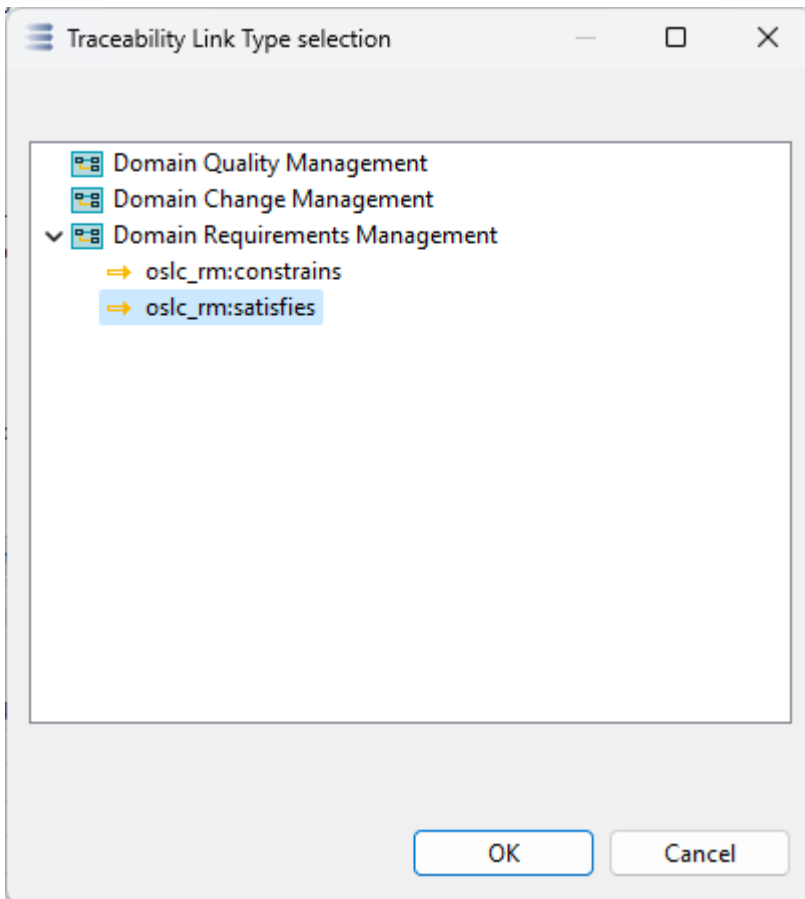 Traceability Link Type selection
Domain Quality Management
Domain Change Management
Domain Requirements Management
oslc_rm:constrains
oslc_rm:satisfies
OK
Cancel